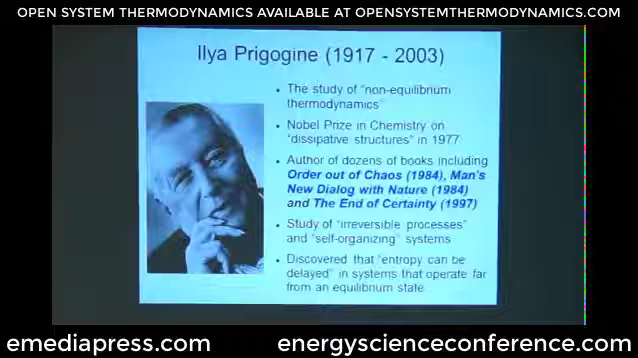 OPEN SYSTEM THERMODYNAMICS AVAILABLE AT OPENSYSTEMTHERMODYNAMICS.COM
Ilya Prigogine (1917 - 2003)
• The study of "non-equilibrium
thermodynamics"
• Nobel Prize in Chemistry on
"dissipative structures" in 1977
• Author of dozens of books including
Order out of Chaos (1984), Man's
New Dialog with Nature (1984)
and The End of Certainty (1997)
• Study of "irreversible processes"
and "self-organizing" systems
• Discovered that "entropy can be
delayed" in systems that operate far
from an equilibrium state
emediapress.com
energyscienceconference.com